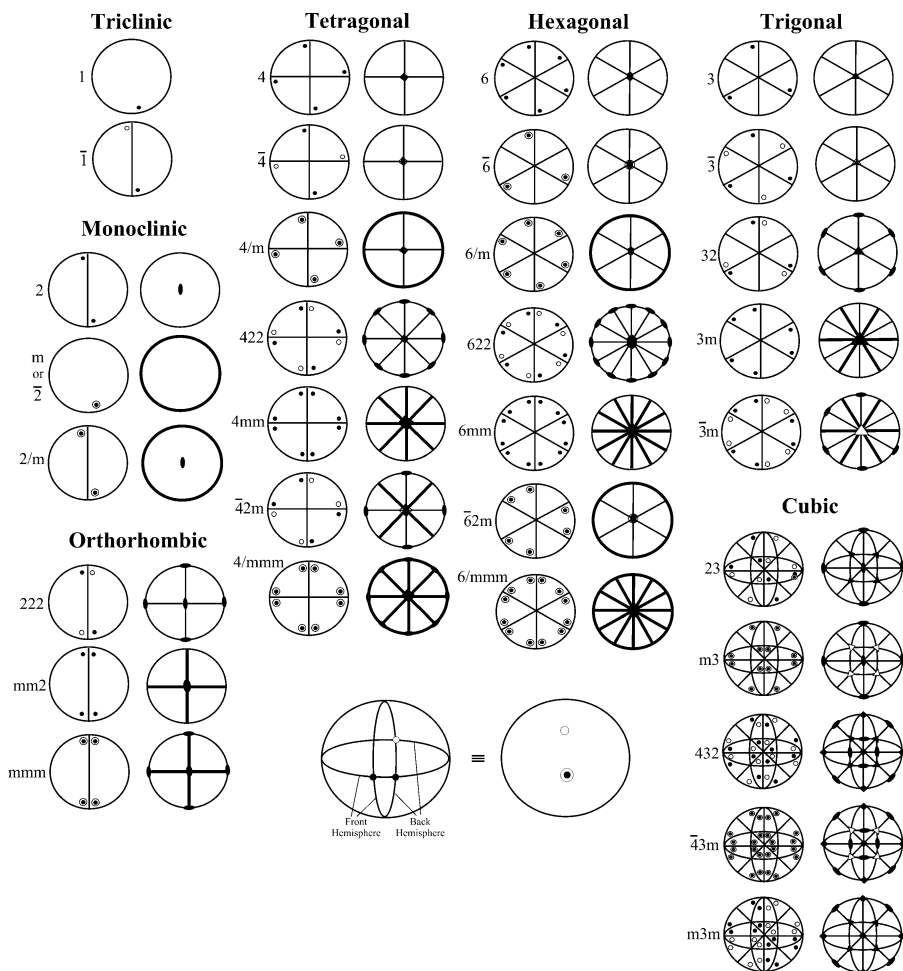 Triclinic
1
1̅
Monoclinic
2
m
or
2̅
2/m
Orthorhombic
222
mm2
mmm
Tetragonal
4
4̅
4/m
422
4mm
4̅2m
4/mmm
Hexagonal
6
6̅
6/m
622
6mm
6̅2m
6/mmm
Trigonal
3
3̅
32
3m
3̅m
Cubic
23
m3
432
4̅3m
m3m
Front
Hemisphere
Back
Hemisphere
≡